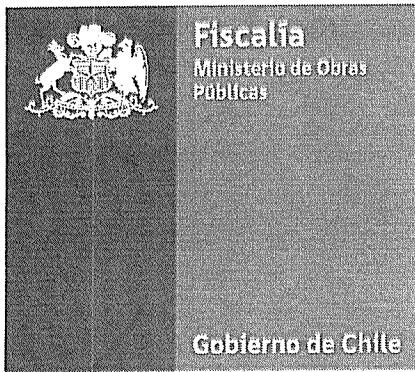 Fiscalía
Ministerio de Obras
Públicas
Gobierno de Chile